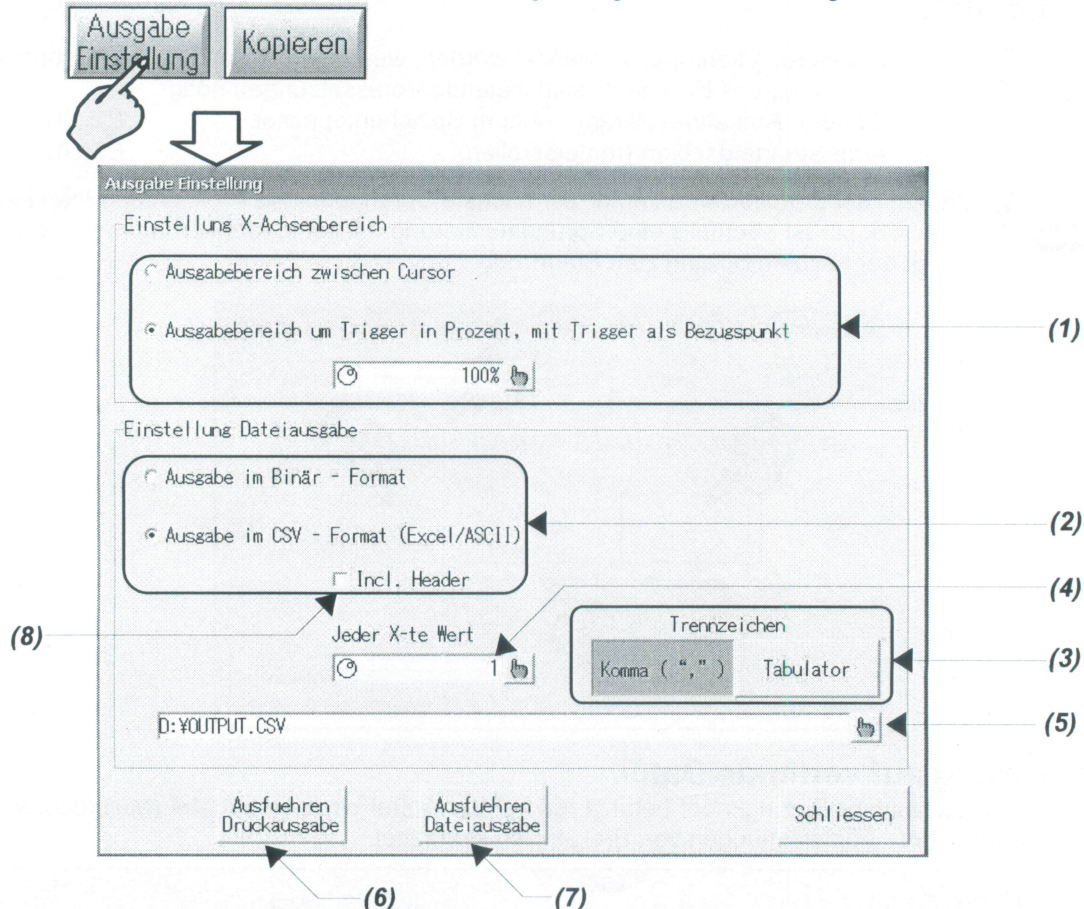 Ausgabe
Einstellung
Kopieren
Ausgabe Einstellung
Einstellung X-Achsenbereich
Ausgabebereich zwischen Cursor
Ausgabebereich um Trigger in Prozent, mit Trigger als Bezugspunkt
(1)
100%
Einstellung Dateiausgabe
Ausgabe im Binär - Format
Ausgabe im CSV - Format (Excel/ASCII)
(2)
Incl. Header
(4)
(8)
Jeder X-te Wert
Trennzeichen
1
Komma ( “,” )
Tabulator
(3)
D:¥OUTPUT.CSV
(5)
Ausfuehren
Druckausgabe
Ausfuehren
Dateiausgabe
Schliessen
(6)
(7)